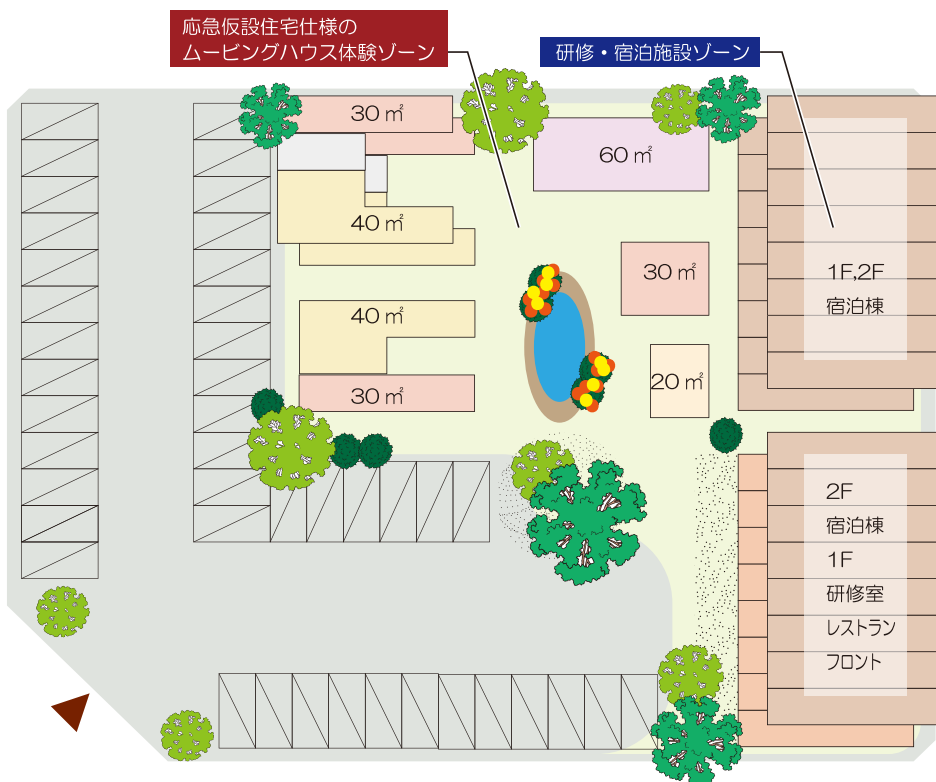 応急仮設住宅仕様の
ムービングハウス体験ゾーン
研修・宿泊施設ゾーン
30㎡
60㎡
40㎡
30㎡
1F,2F
宿泊棟
40㎡
20㎡
30㎡
2F
宿泊棟
1F
研修室
レストラン
フロント